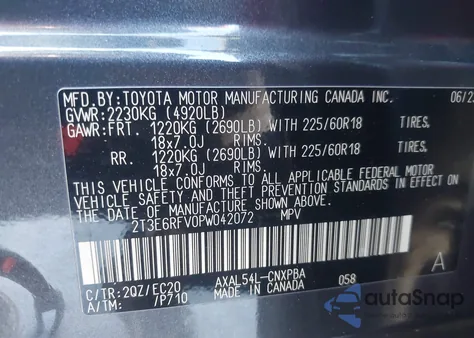 MFD.BY:TOYOTA MOTOR MANUFACTURING CANADA INC. 06/2
GVWR:2230KG (4920LB)
GAWR:FRT. 1220KG (2690LB) WITH 225/60R18 TIRES.
18x7.0J RIMS.
RR. 1220KG (2690LB) WITH 225/60R18 TIRES.
18x7.0J RIMS.
THIS VEHICLE CONFORMS TO ALL APPLICABLE FEDERAL MOTOR
VEHICLE SAFETY AND THEFT PREVENTION STANDARDS IN EFFECT
ON THE DATE OF MANUFACTURE SHOWN ABOVE.
2T3E6RFV0PW042072 MPV
C/TR:2QZ/EC20 AXAL54L-CNXPBA
A/TM: 7P710 MADE IN CANADA 058
A
autoSnap